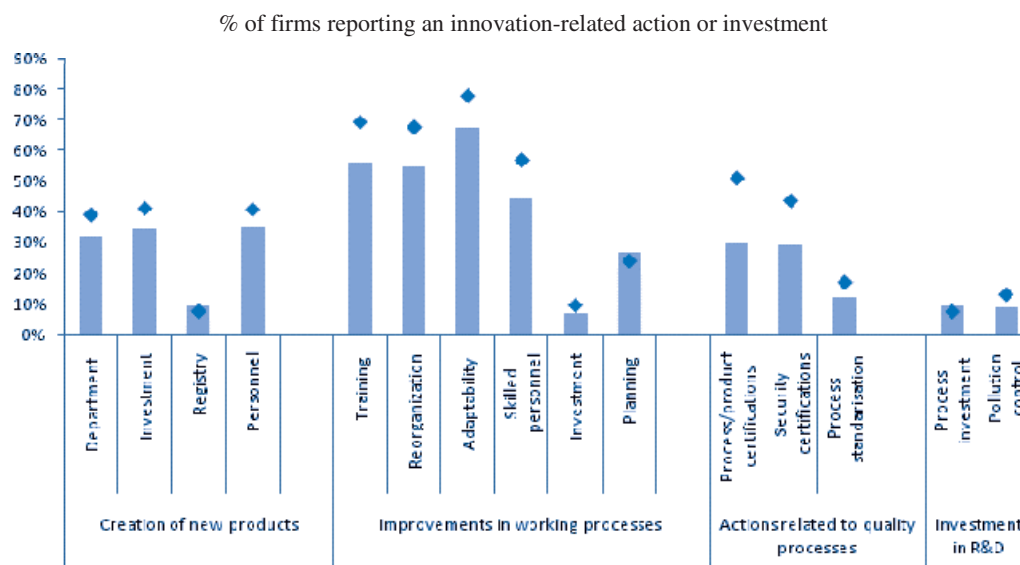 % of firms reporting an innovation-related action or investment
90%
80%
70%
60%
50%
40%
30%
20%
10%
0%
Department
Investment
Registry
Personnel
Training
Reorganization
Adaptability
Skilled
personnel
Investment
Planning
Process/product
certifications
Security
certifications
Process
standarisation
Process
investment
Pollution
control
Creation of new products
Improvements in working processes
Actions related to quality
processes
Investment
in R&D